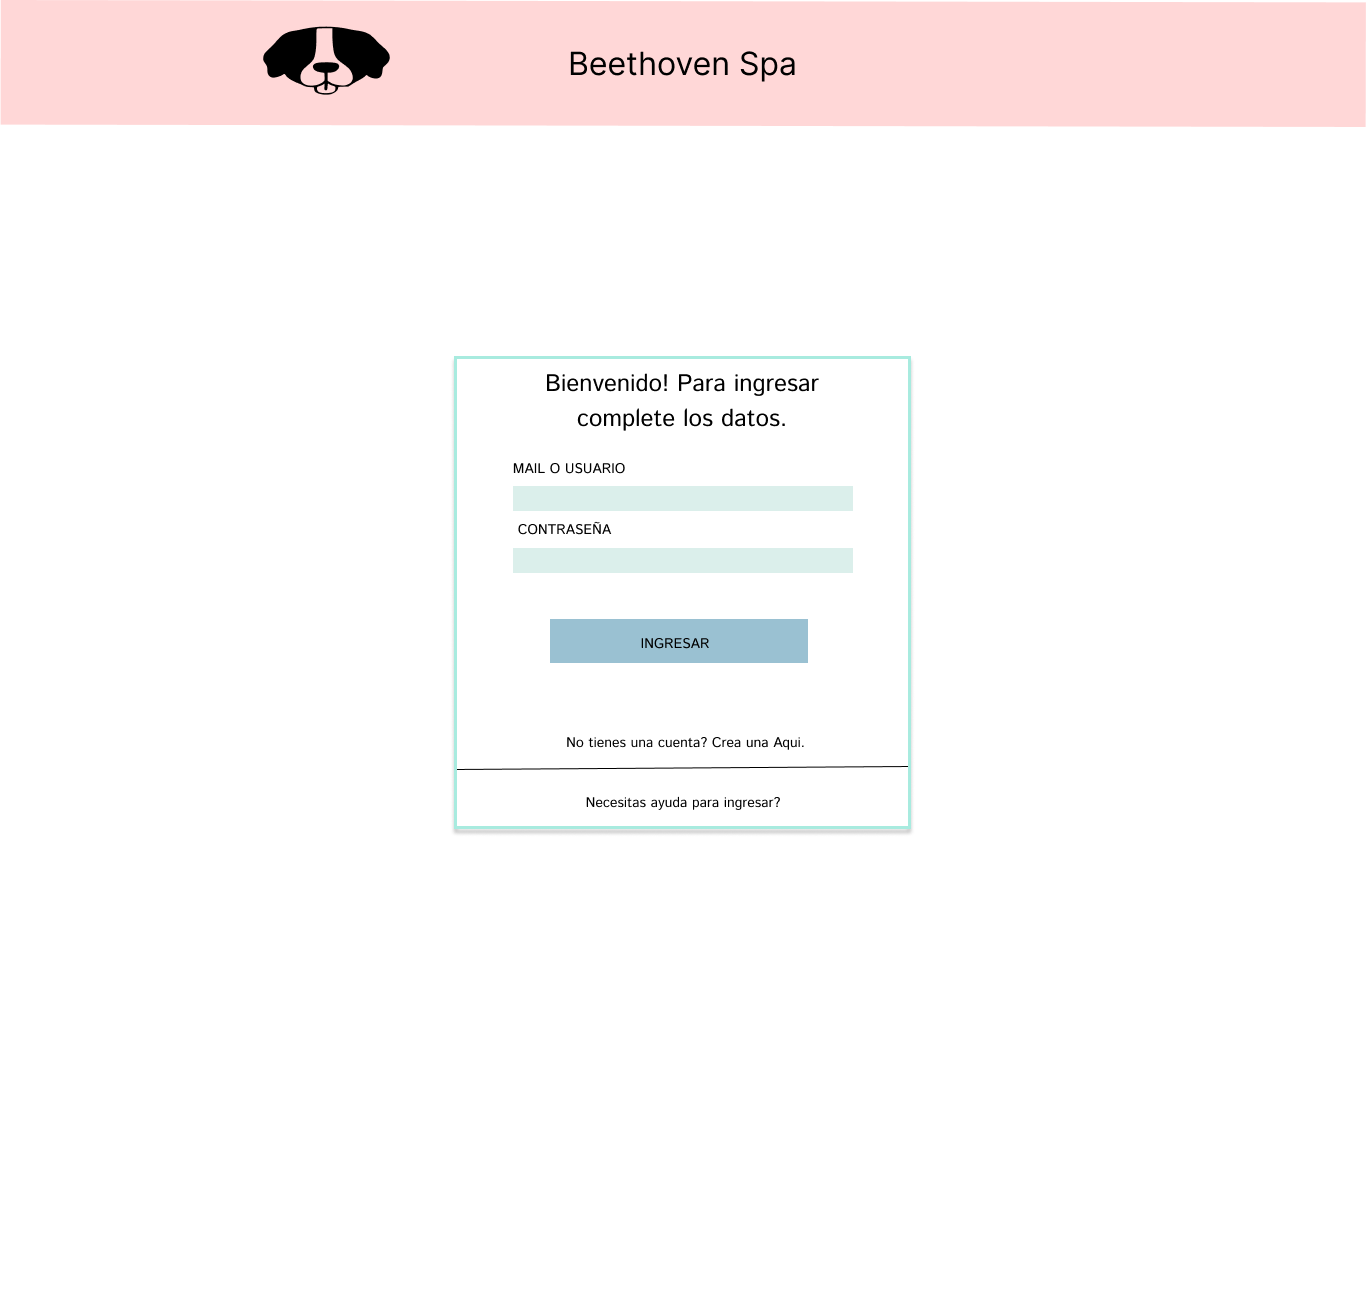 Beethoven Spa
Bienvenido! Para ingresar
complete los datos.
MAIL O USUARIO
CONTRASEÑA
INGRESAR
No tienes una cuenta? Crea una Aqui.
Necesitas ayuda para ingresar?